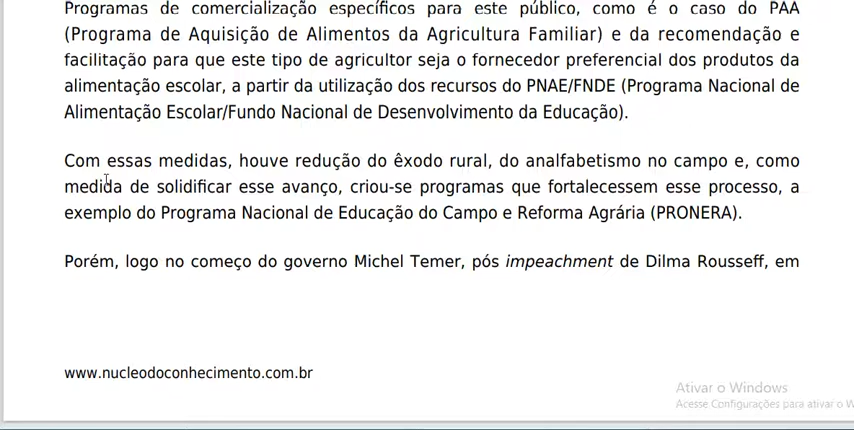 Programas de comercialização específicos para este público, como é o caso do PAA
(Programa de Aquisição de Alimentos da Agricultura Familiar) e da recomendação e
facilitação para que este tipo de agricultor seja o fornecedor preferencial dos produtos da
alimentação escolar, a partir da utilização dos recursos do PNAE/FNDE (Programa Nacional de
Alimentação Escolar/Fundo Nacional de Desenvolvimento da Educação).
Com essas medidas, houve redução do êxodo rural, do analfabetismo no campo e, como
medida de solidificar esse avanço, criou-se programas que fortalecessem esse processo, a
exemplo do Programa Nacional de Educação do Campo e Reforma Agrária (PRONERA).
Porém, logo no começo do governo Michel Temer, pós impeachment de Dilma Rousseff, em
www.nucleodoconhecimento.com.br
Ativar o Windows
Acesse Configurações para ativar o W